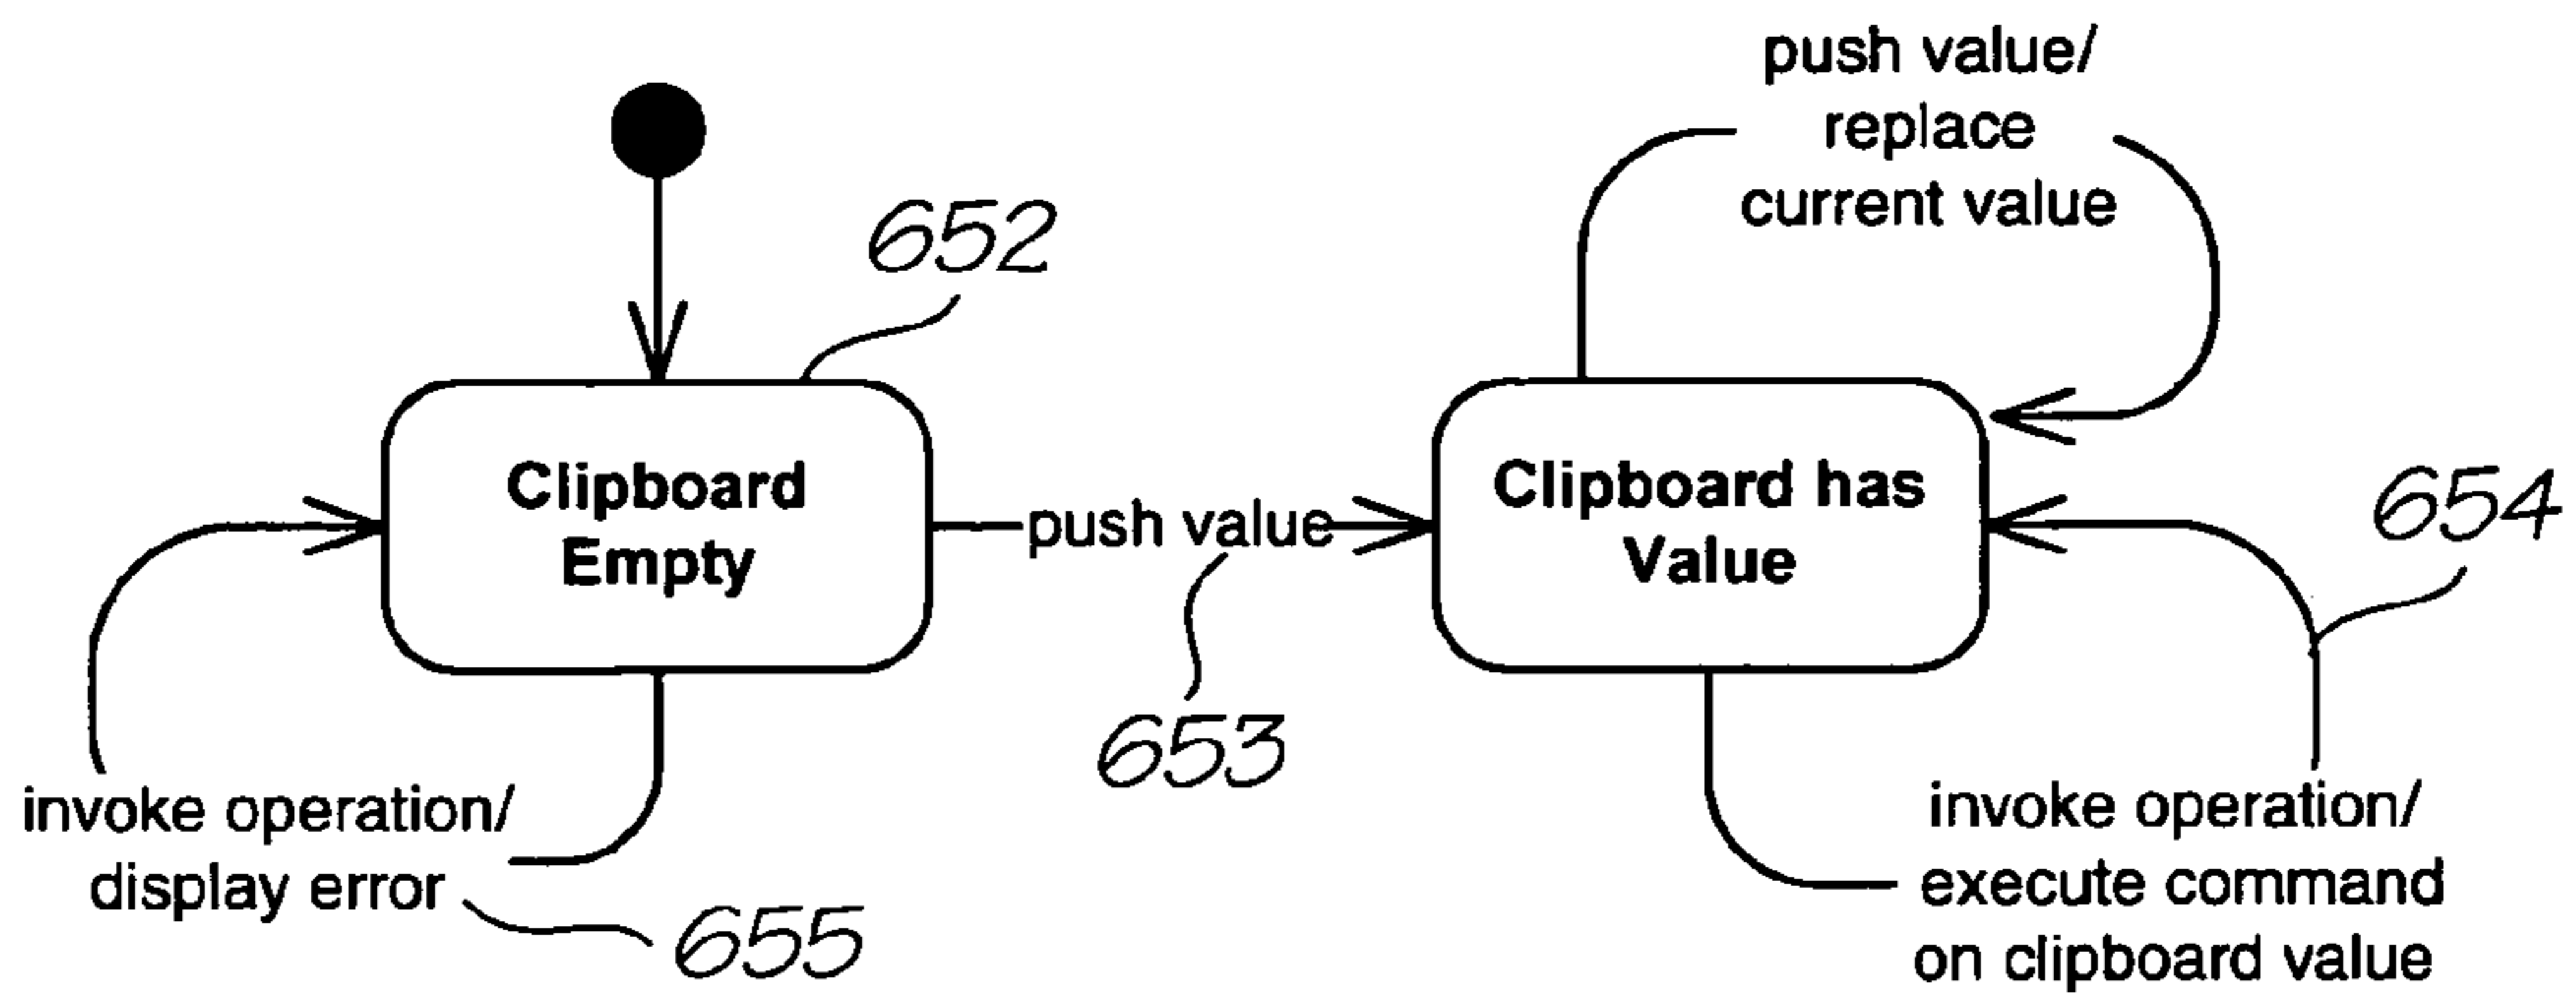 push value/
replace
current value
652
Clipboard
Empty
push value
653
Clipboard has
Value
654
invoke operation/
display error
655
invoke operation/
execute command
on clipboard value